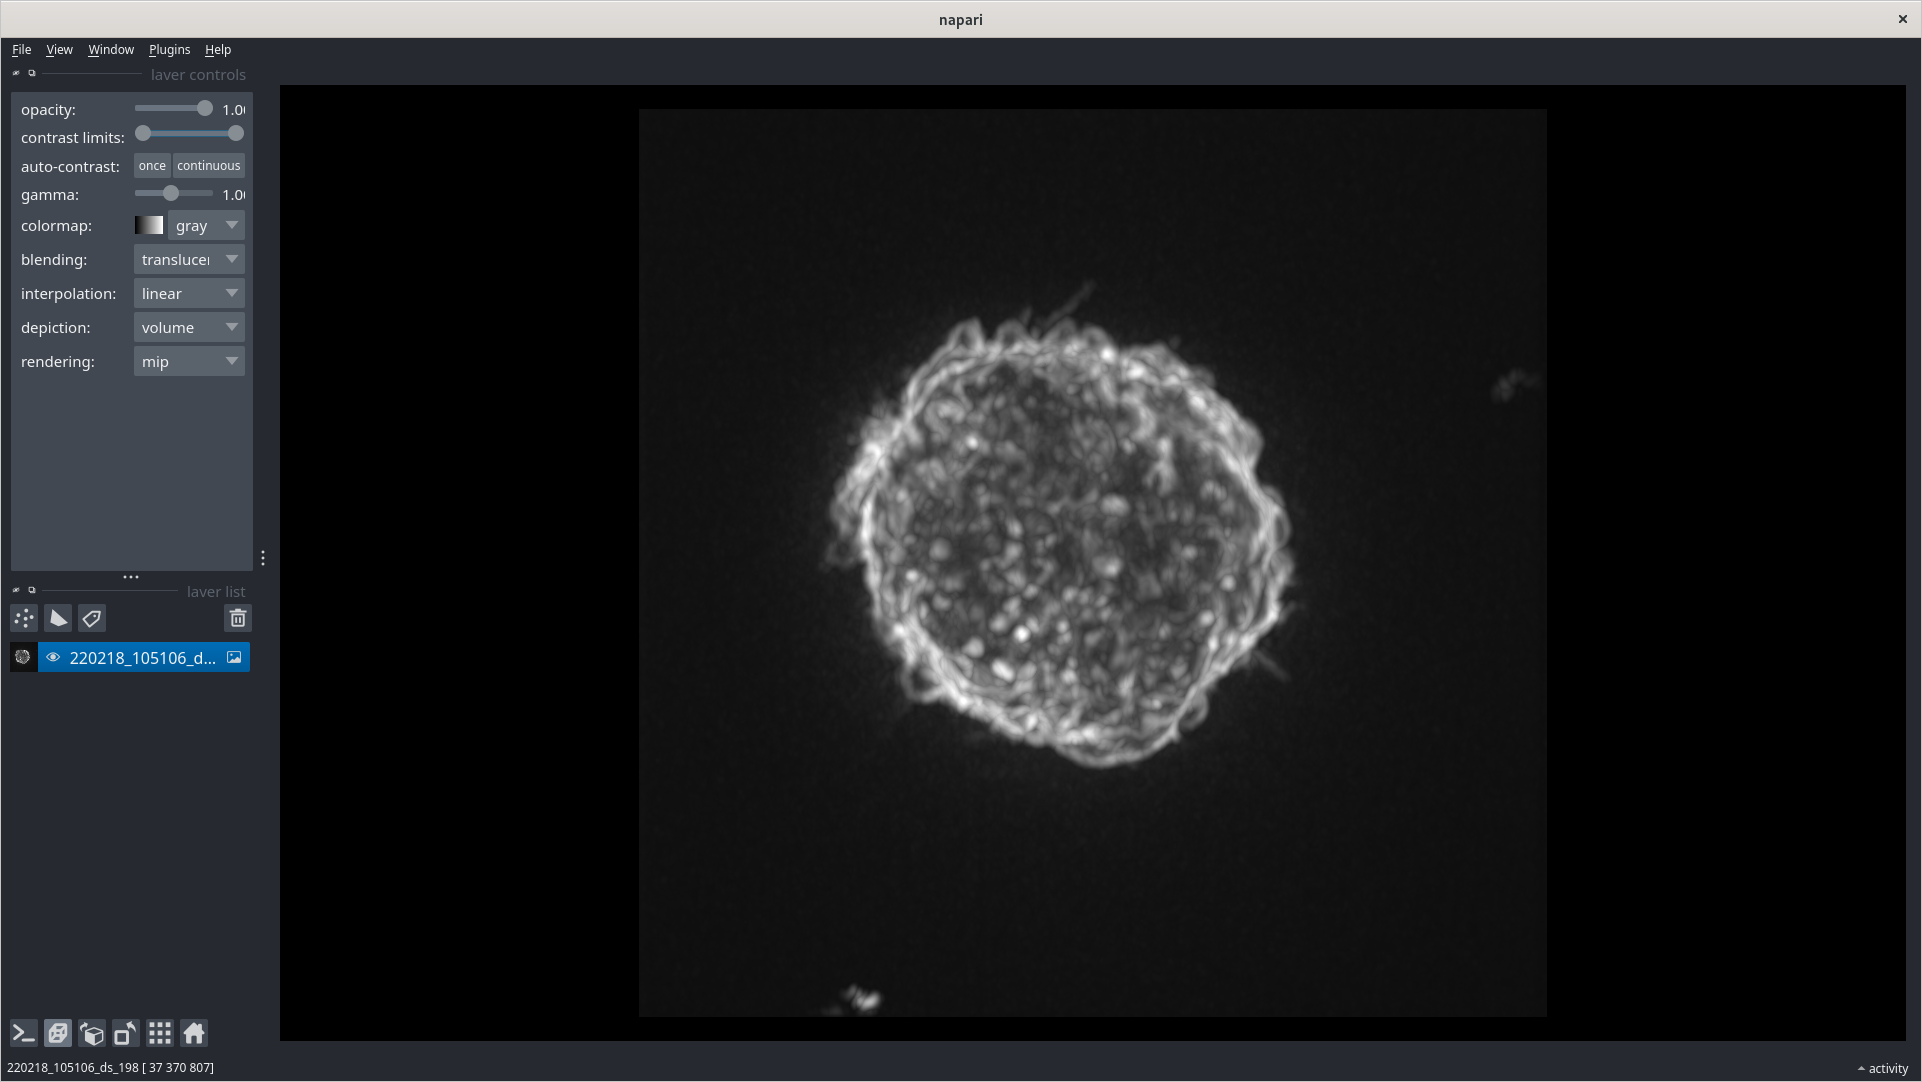 napari
File View Window Plugins Help
layer controls
opacity: 1.0
contrast limits:
auto-contrast: once continuous
gamma: 1.0
colormap: gray
blending: translucen
interpolation: linear
depiction: volume
rendering: mip
layer list
220218_105106_d...
220218_105106_ds_198 [ 37 370 807]
activity